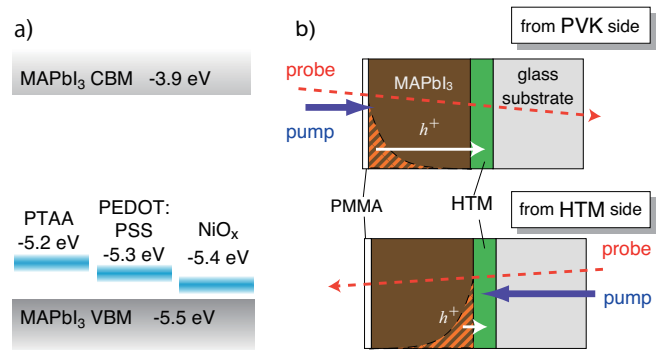 a)
MAPbI₃ CBM -3.9 eV
PTAA
-5.2 eV
PEDOT:
PSS
-5.3 eV
NiOₓ
-5.4 eV
MAPbI₃ VBM -5.5 eV
b)
from PVK side
probe
MAPbI₃
glass
substrate
pump
h⁺
PMMA
HTM
from HTM side
probe
pump
h⁺